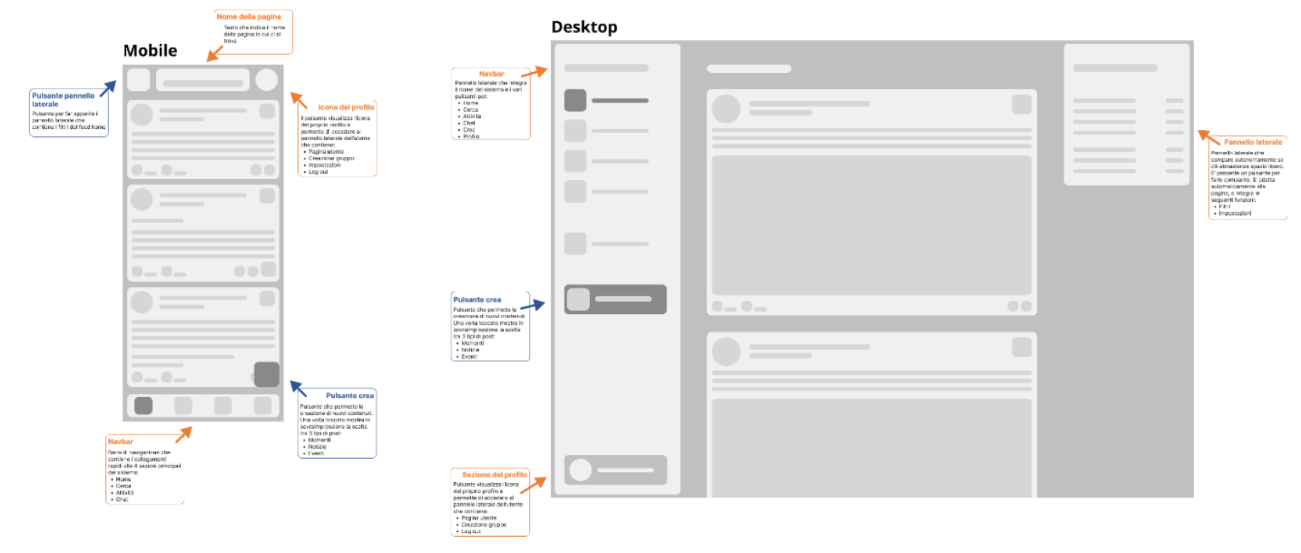 Mobile
Nome della pagina
Testo che indica il nome
della pagina in cui ci si
trova
Pulsante pannello
laterale
Pulsante per far apparire il
pannello laterale che
contiene i filtri del feed home
Icona del profilo
Il pulsante visualizza l'icona
del proprio profilo e
permette di accedere al
pannello laterale dell'utente
che contiene:
• Pagina utente
• Creazione gruppo
• Impostazioni
• Log out
Pulsante crea
Pulsante che permette la
creazione di nuovi contenuti.
Una volta toccato mostra in
sovraimpressione la scelta
tra 3 tipi di post:
• Momenti
• Notizie
• Eventi
Navbar
Barra di navigazione che
contiene i collegamenti
rapidi alle 4 sezioni principali
del sistema:
• Home
• Cerca
• Attività
• Chat
Desktop
Navbar
Pannello laterale che integra
il nome del sistema e i vari
pulsanti per:
• Home
• Cerca
• Attività
• Chat
• Crea
• Profilo
Pulsante crea
Pulsante che permette la
creazione di nuovi contenuti.
Una volta toccato mostra in
sovraimpressione la scelta
tra 3 tipi di post:
• Momenti
• Notizie
• Eventi
Sezione del profilo
Pulsante visualizza l'icona
del proprio profilo e
permette di accedere al
pannello laterale dell'utente
che contiene:
• Pagina utente
• Creazione gruppo
• Log out
Pannello laterale
Pannello laterale che
compare autonomamente se
c'è abbastanza spazio libero.
E' presente un pulsante per
farlo comparire. Si adatta
automaticamente alla
pagina, e integra le
seguenti funzioni:
• Filtri
• Impostazioni